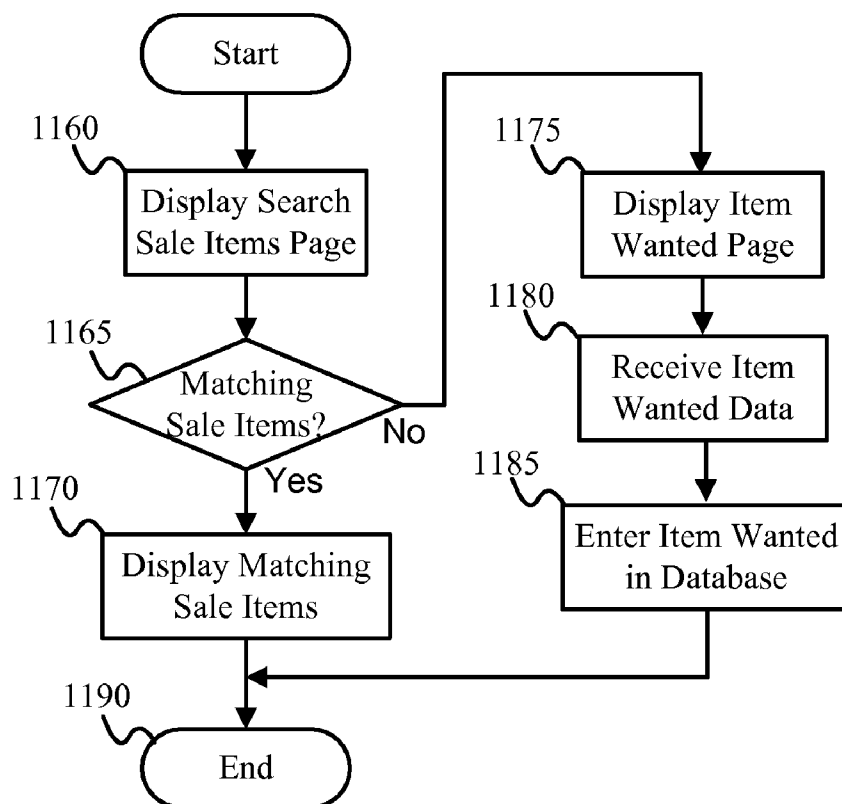 Start
1160
Display Search
Sale Items Page
1165
Matching
Sale Items?
No
Yes
1170
Display Matching
Sale Items
1175
Display Item
Wanted Page
1180
Receive Item
Wanted Data
1185
Enter Item Wanted
in Database
1190
End